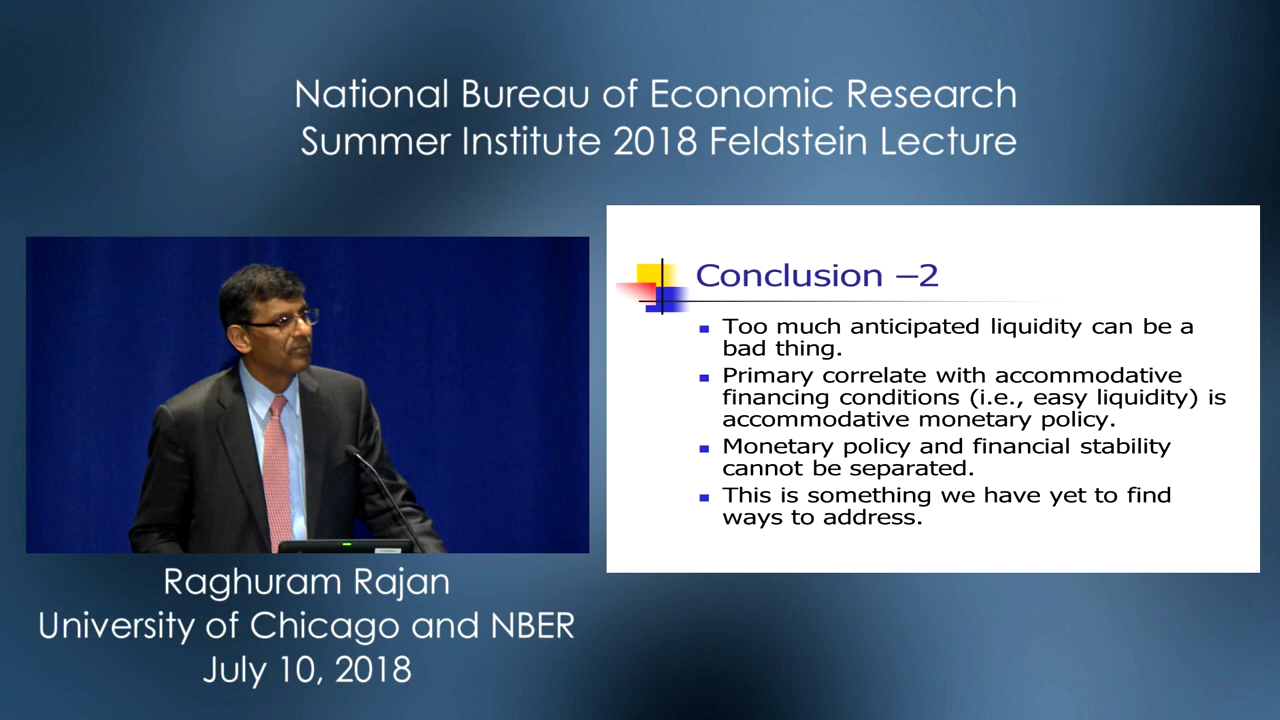 National Bureau of Economic Research
Summer Institute 2018 Feldstein Lecture
Conclusion –2
Too much anticipated liquidity can be a
bad thing.
Primary correlate with accommodative
financing conditions (i.e., easy liquidity) is
accommodative monetary policy.
Monetary policy and financial stability
cannot be separated.
This is something we have yet to find
ways to address.
Raghuram Rajan
University of Chicago and NBER
July 10, 2018